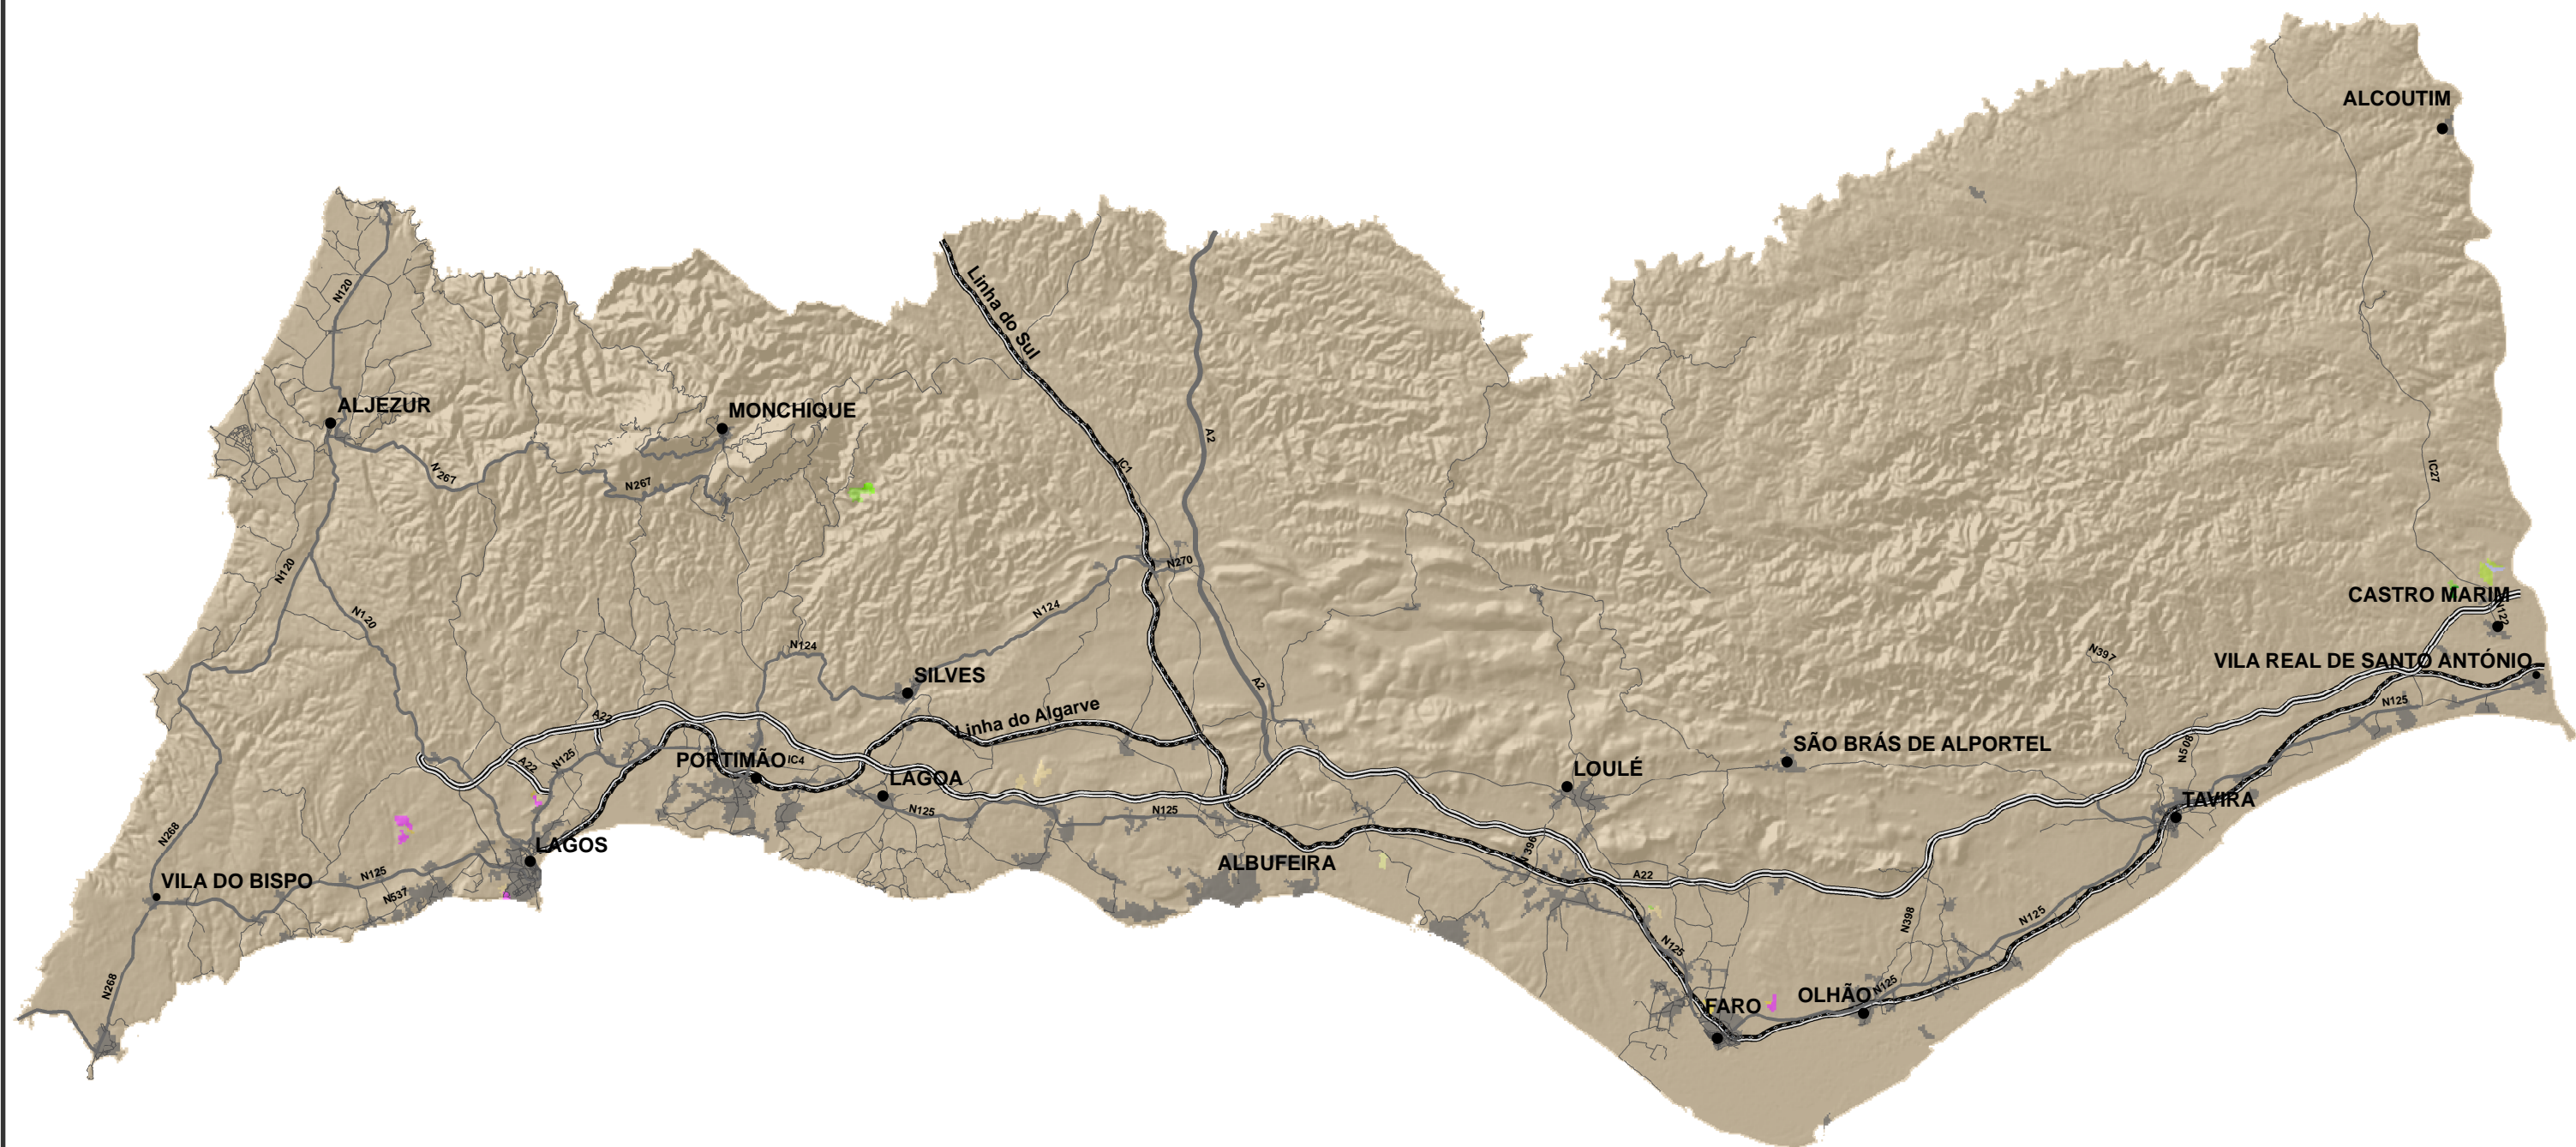 ALCOUTIM
Linha do Sul
N120
ALJEZUR
MONCHIQUE
A2
IC1
N267
N267
IC27
N270
N120
N120
CASTRO MARIM
N122
N124
N124
N397
VILA REAL DE SANTO ANTÓNIO
SILVES
A2
N125
Linha do Algarve
A22
N508
SÃO BRÁS DE ALPORTEL
PORTIMÃO
IC4
N125
A22
LOULÉ
LAGOA
TAVIRA
N125
N125
N268
LAGOS
N396
ALBUFEIRA
VILA DO BISPO
N125
A22
N537
N398
N125
N125
N268
OLHÃO
N125
FARO